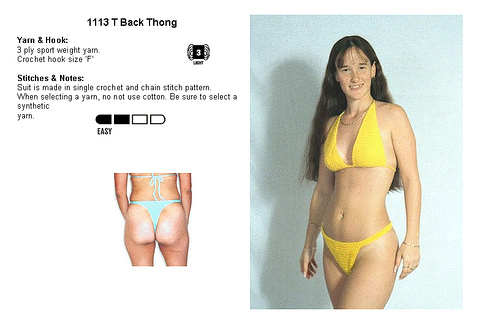 1113 T Back Thong
Yarn & Hook:
3 ply sport weight yarn.
Crochet hook size 'F'
3
LIGHT
Stitches & Notes:
Suit is made in single crochet and chain stitch pattern.
When selecting a yarn, no not use cotton. Be sure to select a
synthetic
yarn.
EASY